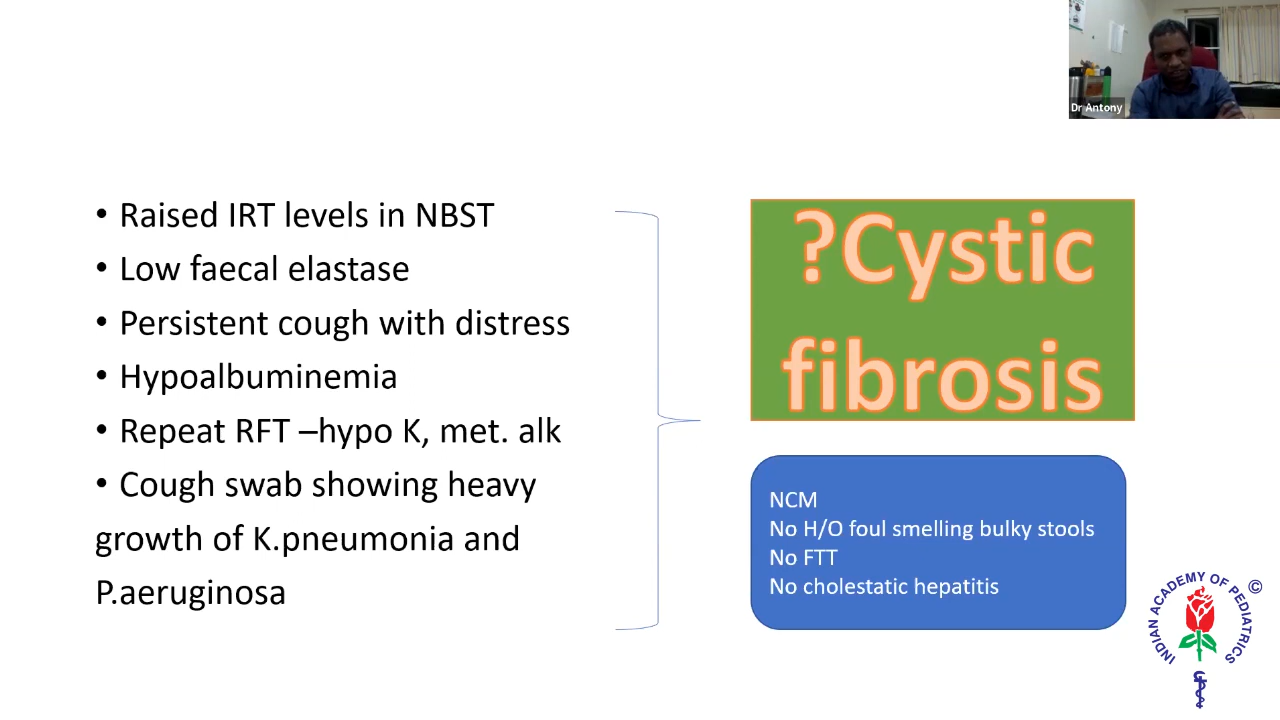 Dr Antony
• Raised IRT levels in NBST
• Low faecal elastase
• Persistent cough with distress
• Hypoalbuminemia
• Repeat RFT –hypo K, met. alk
• Cough swab showing heavy
growth of K.pneumonia and
P.aeruginosa
?Cystic
fibrosis
NCM
No H/O foul smelling bulky stools
No FTT
No cholestatic hepatitis
INDIAN ACADEMY OF PEDIATRICS
©